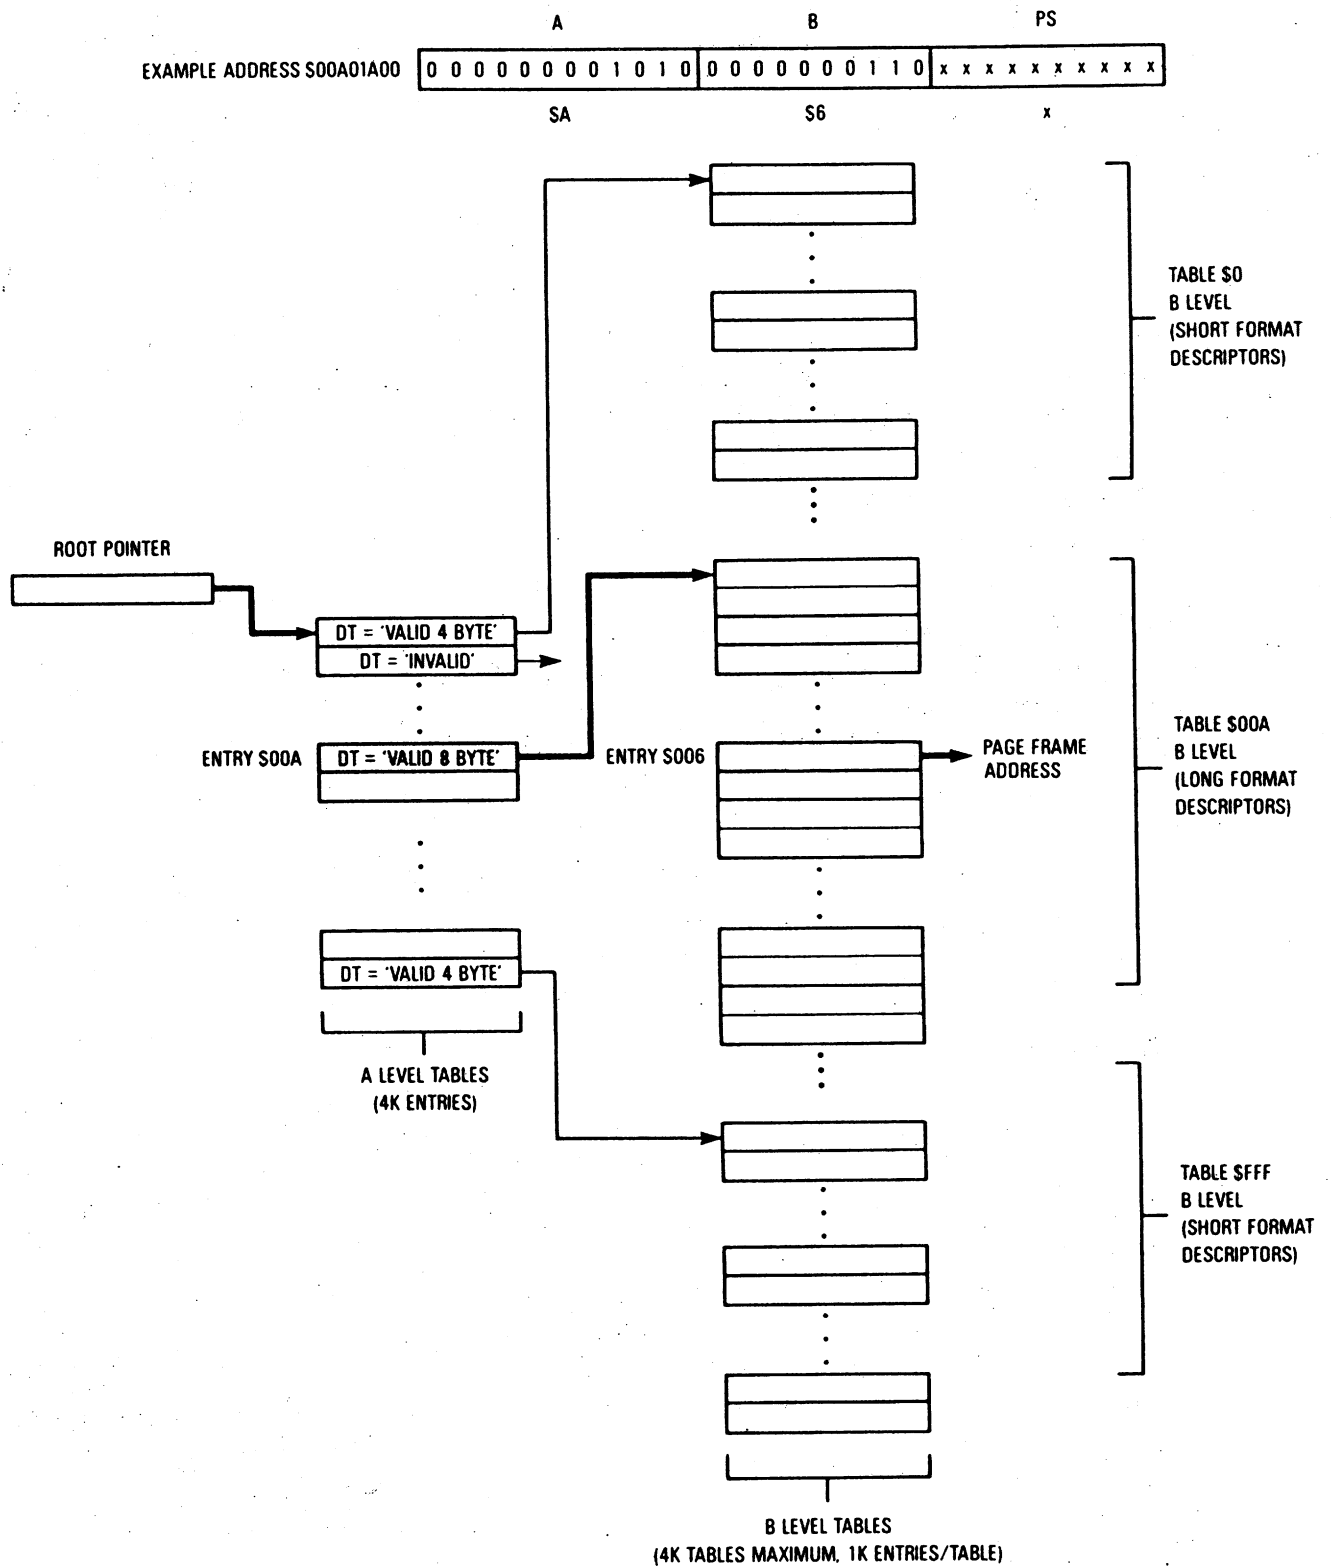 A B PS
EXAMPLE ADDRESS $00A01A00 0 0 0 0 0 0 0 0 1 0 1 0 0 0 0 0 0 0 0 1 1 0 x x x x x x x x x x
$A $6 x
TABLE $0
B LEVEL
(SHORT FORMAT
DESCRIPTORS)
ROOT POINTER
DT = 'VALID 4 BYTE'
DT = 'INVALID'
ENTRY $00A DT = 'VALID 8 BYTE' ENTRY $006
PAGE FRAME
ADDRESS
TABLE $00A
B LEVEL
(LONG FORMAT
DESCRIPTORS)
DT = 'VALID 4 BYTE'
A LEVEL TABLES
(4K ENTRIES)
TABLE $FFF
B LEVEL
(SHORT FORMAT
DESCRIPTORS)
B LEVEL TABLES
(4K TABLES MAXIMUM, 1K ENTRIES/TABLE)